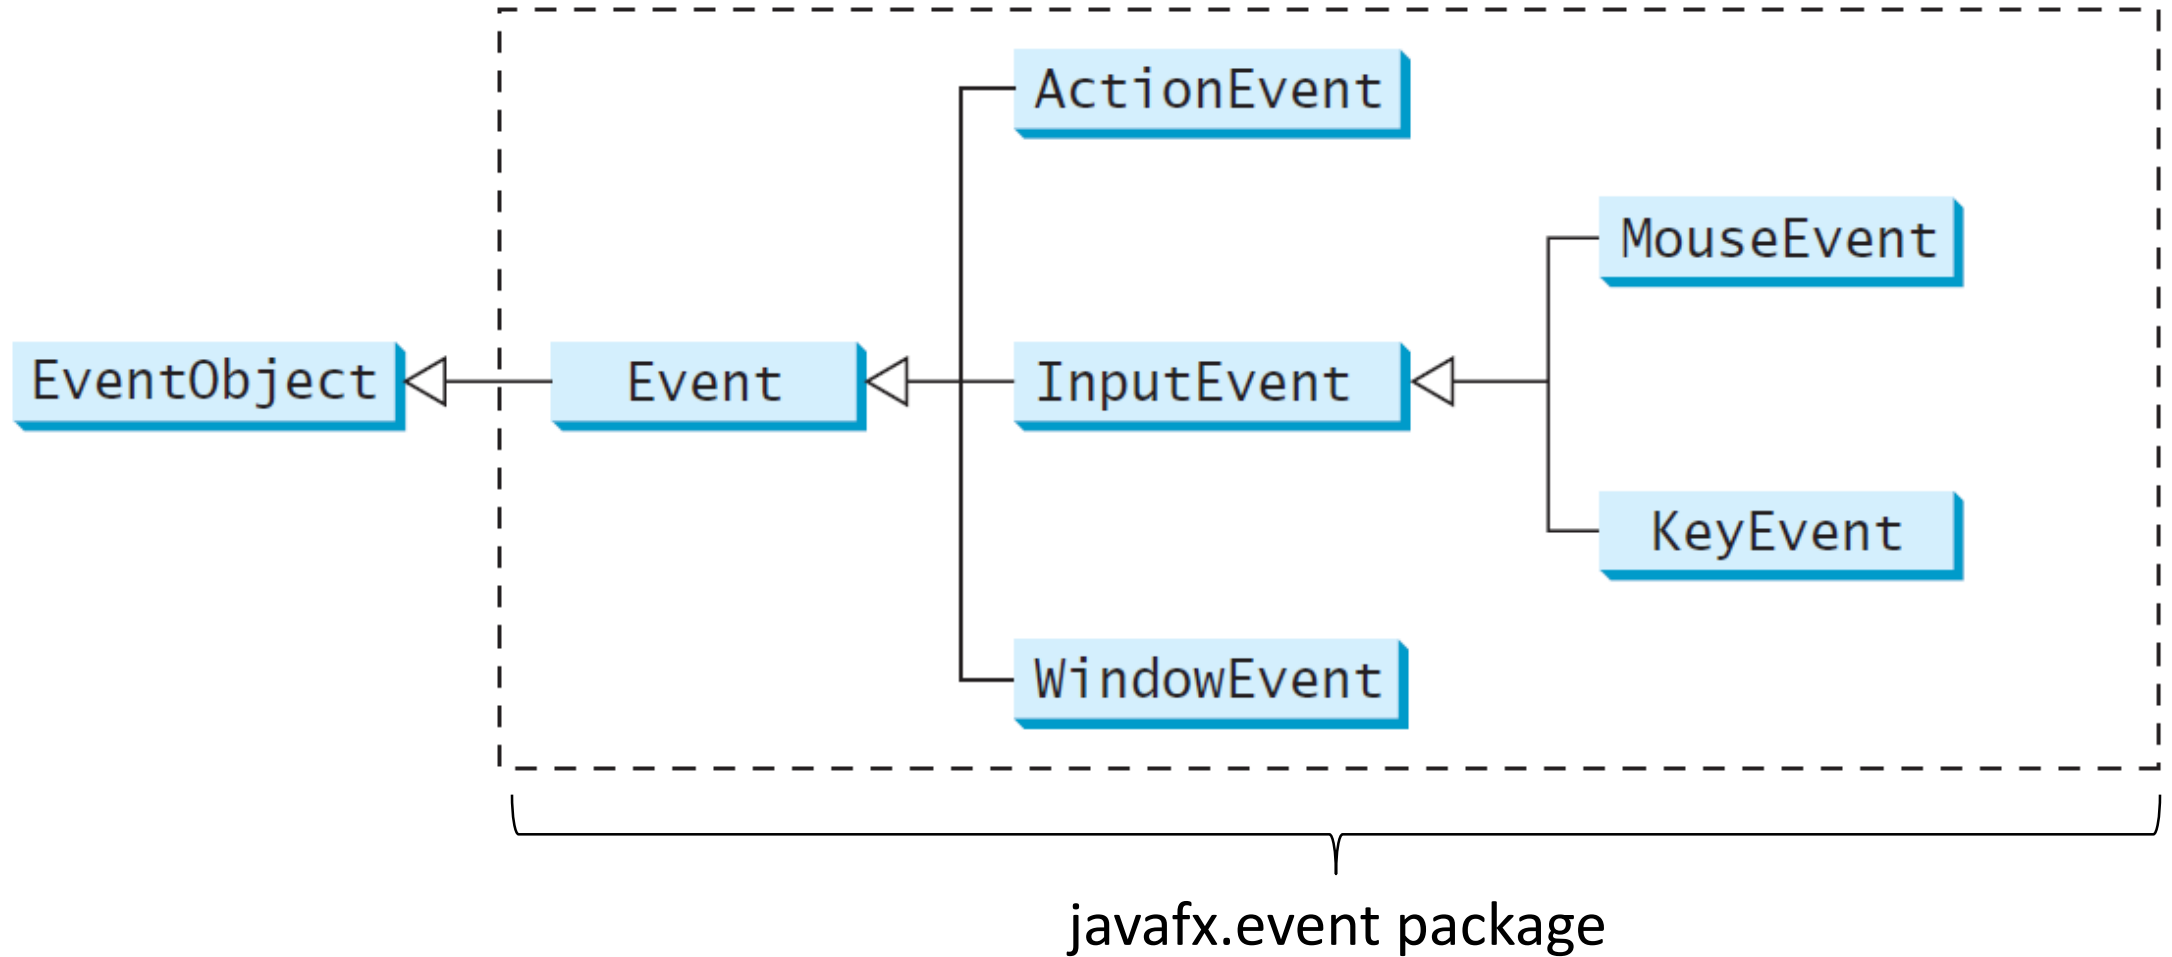 ActionEvent
MouseEvent
EventObject
Event
InputEvent
KeyEvent
WindowEvent
javafx.event package